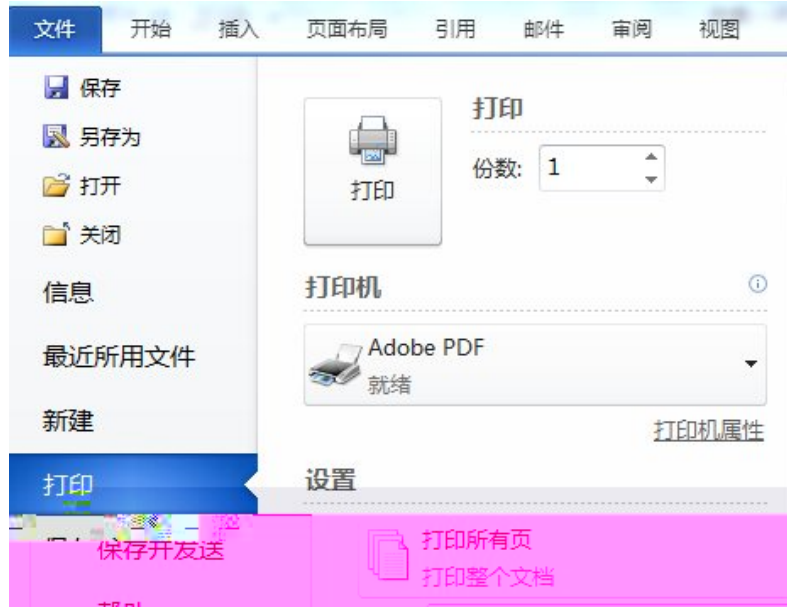 文件 开始 插入 页面布局 引用 邮件 审阅 视图
保存
另存为
打开
关闭
信息
最近所用文件
新建
打印
保存开发送
打印
打印
份数: 1
打印机
Adobe PDF
就绪
打印机属性
设置
打印所有页
打印整个文档